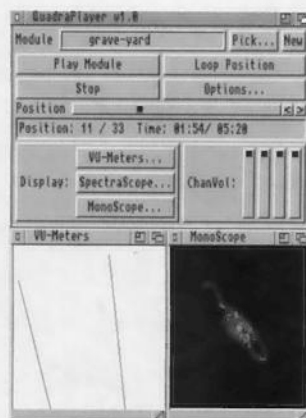 QuadraPlayer v1.0
Module grave-yard Pick... New
Play Module Loop Position
Stop Options...
Position < >
Position: 11 / 33 Time: 01:54/ 05:20
Display: VU-Meters... ChanVol:
SpectraScope...
MonoScope...
VU-Meters MonoScope